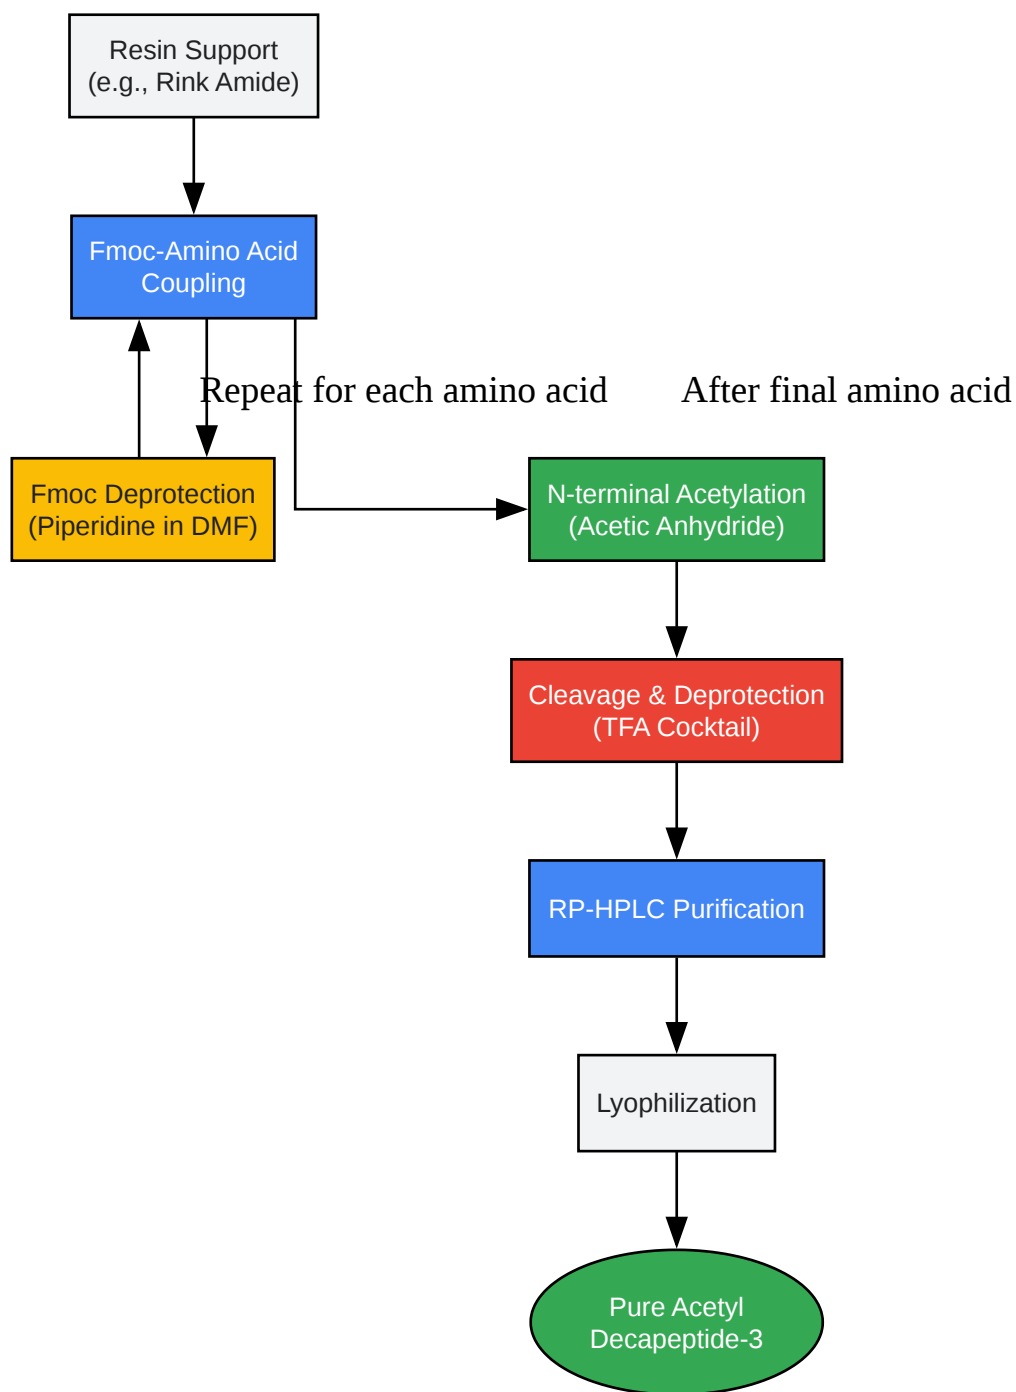 Resin Support
(e.g., Rink Amide)
Fmoc-Amino Acid
Coupling
Repeat for each amino acid
After final amino acid
Fmoc Deprotection
(Piperidine in DMF)
N-terminal Acetylation
(Acetic Anhydride)
Cleavage & Deprotection
(TFA Cocktail)
RP-HPLC Purification
Lyophilization
Pure Acetyl
Decapeptide-3